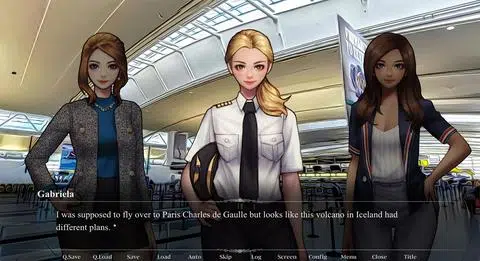 Gabriela
I was supposed to fly over to Paris Charles de Gaulle but looks like this volcano in Iceland had
different plans. *
Q.Save Q.Load Save Load Auto Skip Log Screen Config Menu Close Title